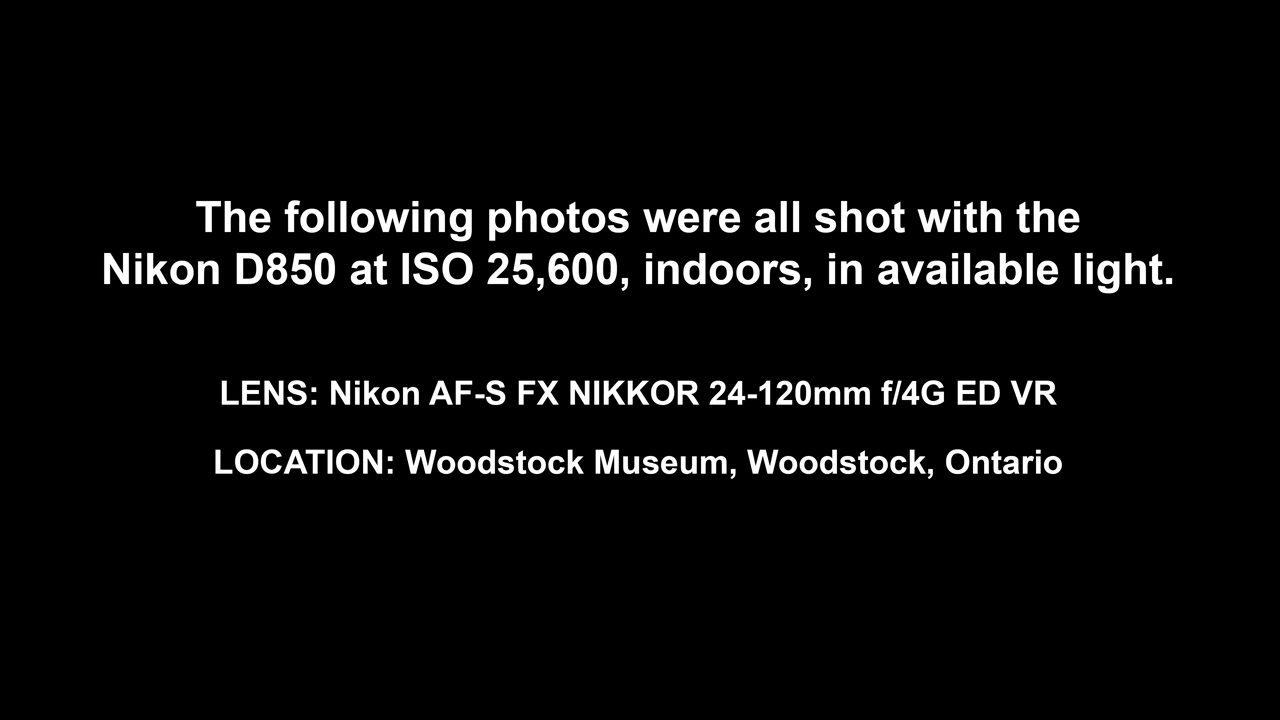 The following photos were all shot with the
Nikon D850 at ISO 25,600, indoors, in available light.
LENS: Nikon AF-S FX NIKKOR 24-120mm f/4G ED VR
LOCATION: Woodstock Museum, Woodstock, Ontario